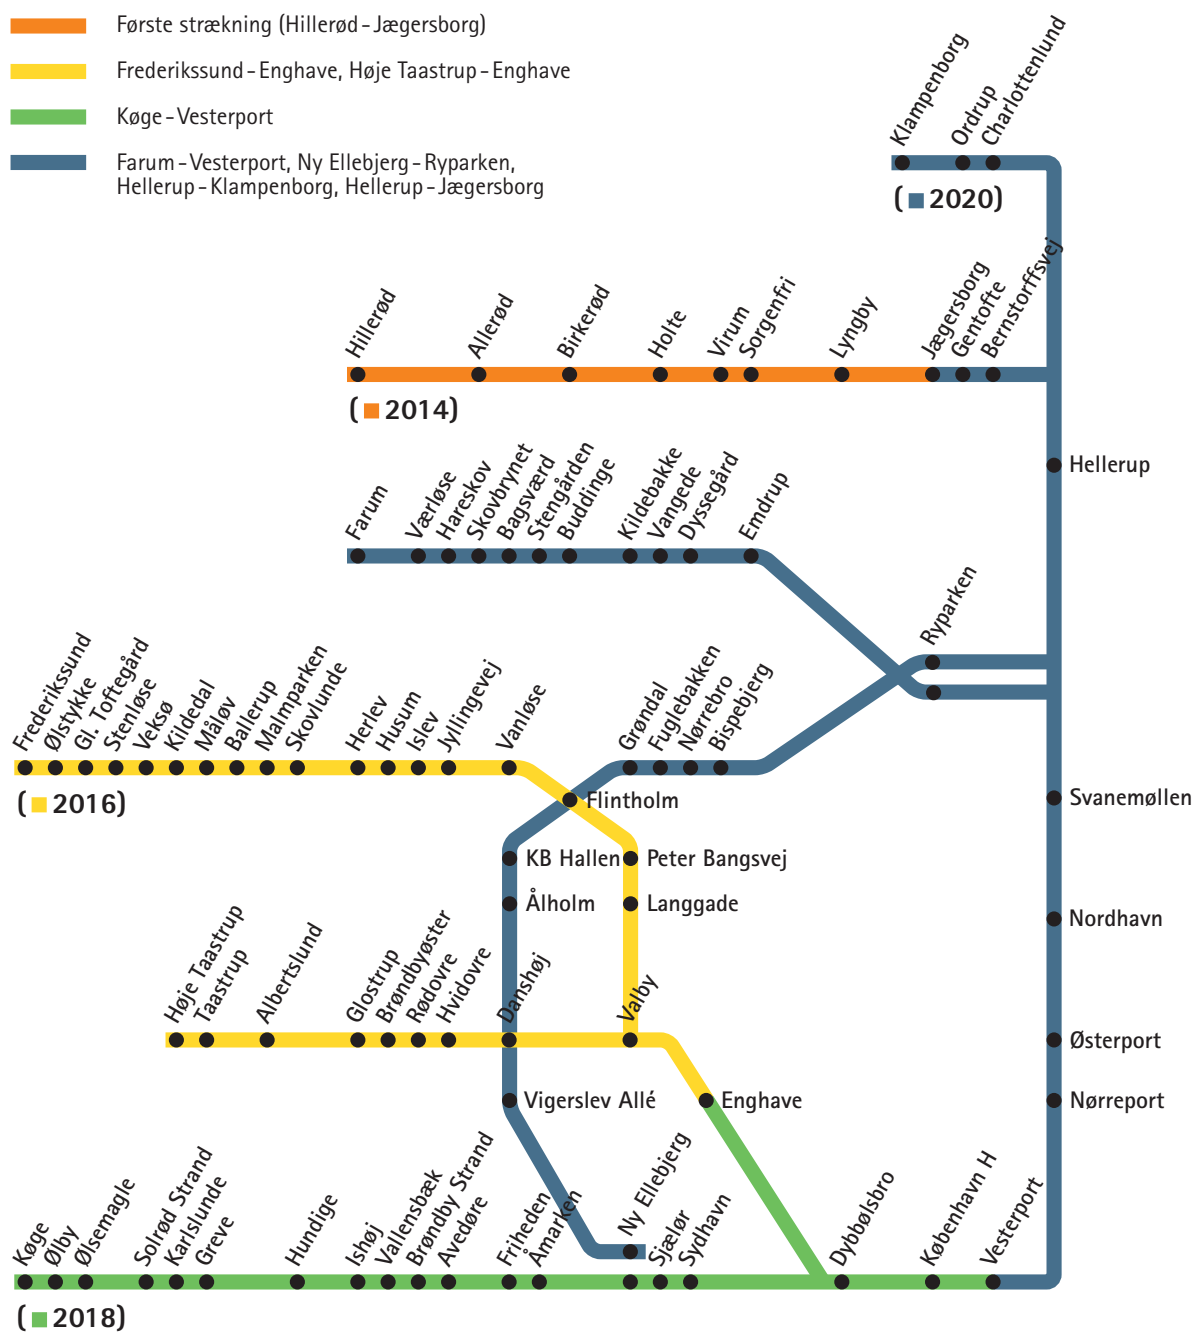 Første strækning (Hillerød-Jægersborg)
Frederikssund-Enghave, Høje Taastrup-Enghave
Køge-Vesterport
Farum-Vesterport, Ny Ellebjerg-Ryparken,
Hellerup-Klampenborg, Hellerup-Jægersborg
Klampenborg
Ordrup
Charlottenlund
(■2020)
Hillerød
Allerød
Birkerød
Holte
Virum
Sorgenfri
Lyngby
Jægersborg
Gentofte
Bernstorffsvej
(■2014)
Hellerup
Farum
Værløse
Hareskov
Skovbrynet
Bagsværd
Stengården
Buddinge
Kildebakke
Vangede
Dyssegård
Emdrup
Ryparken
Frederikssund
Ølstykke
Gl. Toftegård
Stenløse
Veksø
Kildedal
Måløv
Ballerup
Malmparken
Skovlunde
Herlev
Husum
Islev
Jyllingevej
Vanløse
Grøndal
Fuglebakken
Nørrebro
Bispebjerg
(■2016)
Flintholm
Svanemøllen
KB Hallen
Peter Bangsvej
Ålholm
Langgade
Nordhavn
Høje Taastrup
Taastrup
Albertslund
Glostrup
Brøndbyøster
Rødovre
Hvidovre
Danshøj
Valby
Østerport
Vigerslev Allé
Enghave
Nørreport
Ny Ellebjerg
Køge
Ølby
Ølsemagle
Solrød Strand
Karlslunde
Greve
Hundige
Ishøj
Vallensbæk
Brøndby Strand
Avedøre
Friheden
Åmarken
Sjælør
Sydhavn
Dybbølsbro
København H
Vesterport
(■2018)